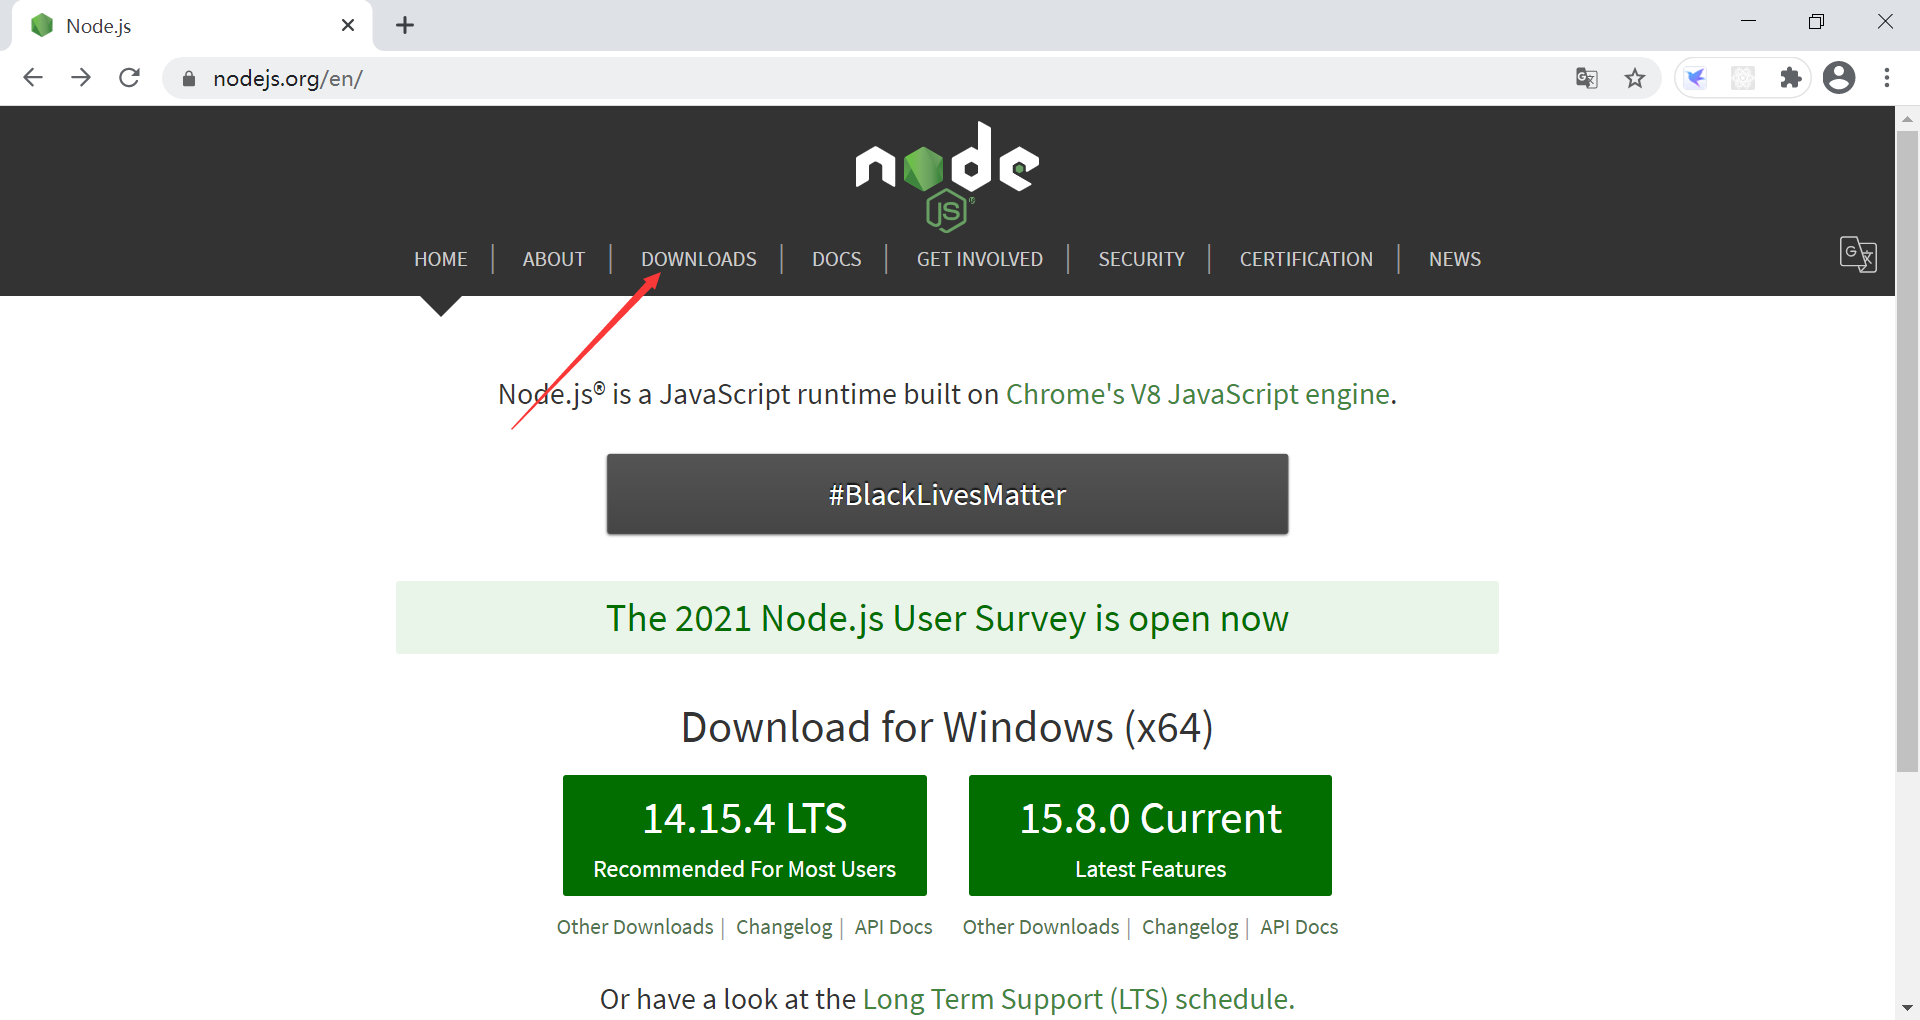 Node.js
nodejs.org/en/
node
JS®
HOME | ABOUT | DOWNLOADS | DOCS | GET INVOLVED | SECURITY | CERTIFICATION | NEWS
Node.js® is a JavaScript runtime built on Chrome's V8 JavaScript engine.
#BlackLivesMatter
The 2021 Node.js User Survey is open now
Download for Windows (x64)
14.15.4 LTS
Recommended For Most Users
15.8.0 Current
Latest Features
Other Downloads | Changelog | API Docs
Other Downloads | Changelog | API Docs
Or have a look at the Long Term Support (LTS) schedule.